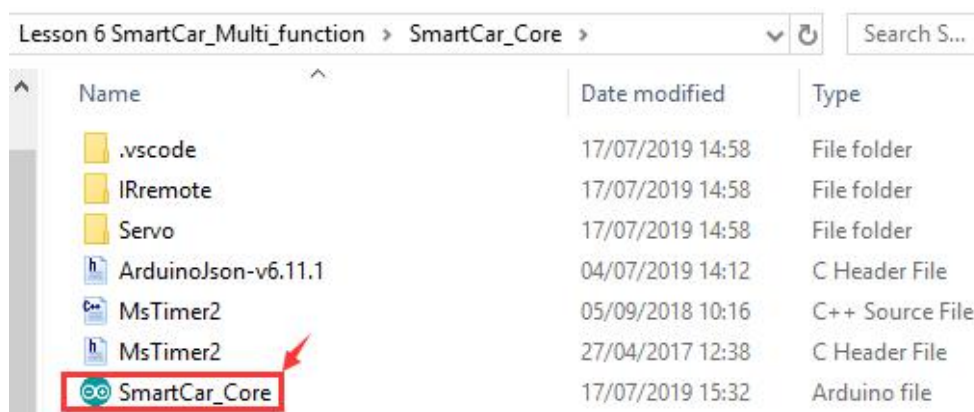 Lesson 6 SmartCar_Multi_function > SmartCar_Core > Search S...
Name Date modified Type
.vscode 17/07/2019 14:58 File folder
IRremote 17/07/2019 14:58 File folder
Servo 17/07/2019 14:58 File folder
h ArduinoJson-v6.11.1 04/07/2019 14:12 C Header File
C++ MsTimer2 05/09/2018 10:16 C++ Source File
h MsTimer2 27/04/2017 12:38 C Header File
SmartCar_Core 17/07/2019 15:32 Arduino file